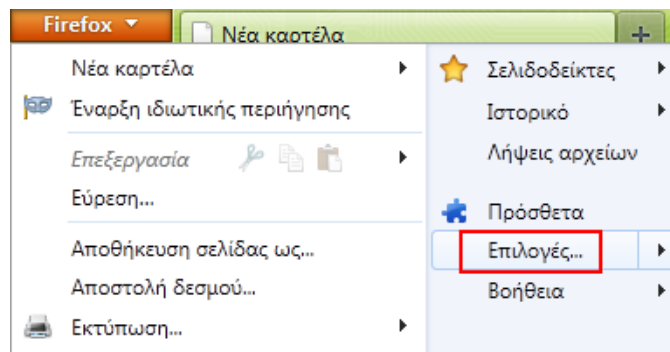 Firefox
Νέα καρτέλα
Νέα καρτέλα
Έναρξη ιδιωτικής περιήγησης
Επεξεργασία
Εύρεση...
Αποθήκευση σελίδας ως...
Αποστολή δεσμού...
Εκτύπωση...
Σελιδοδείκτες
Ιστορικό
Λήψεις αρχείων
Πρόσθετα
Επιλογές...
Βοήθεια